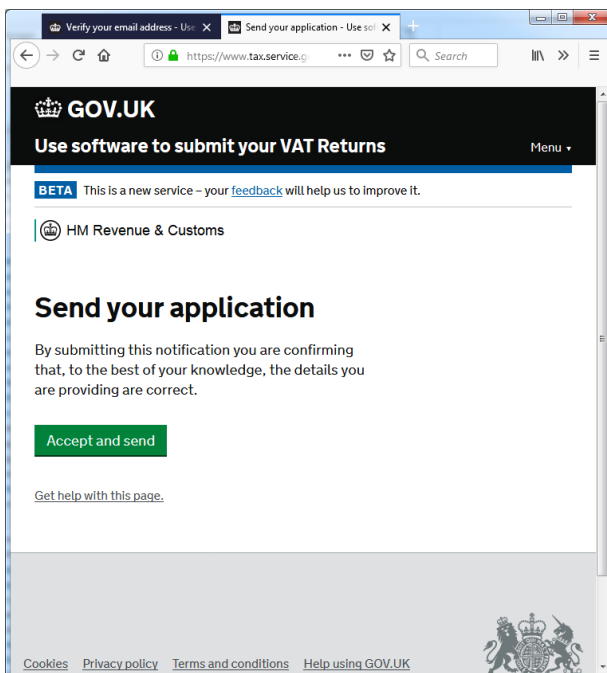 Verify your email address - Use
Send your application - Use sof
https://www.tax.service.g
Search
GOV.UK
Use software to submit your VAT Returns
Menu
BETA This is a new service – your feedback will help us to improve it.
HM Revenue & Customs
Send your application
By submitting this notification you are confirming
that, to the best of your knowledge, the details you
are providing are correct.
Accept and send
Get help with this page.
Cookies Privacy policy Terms and conditions Help using GOV.UK